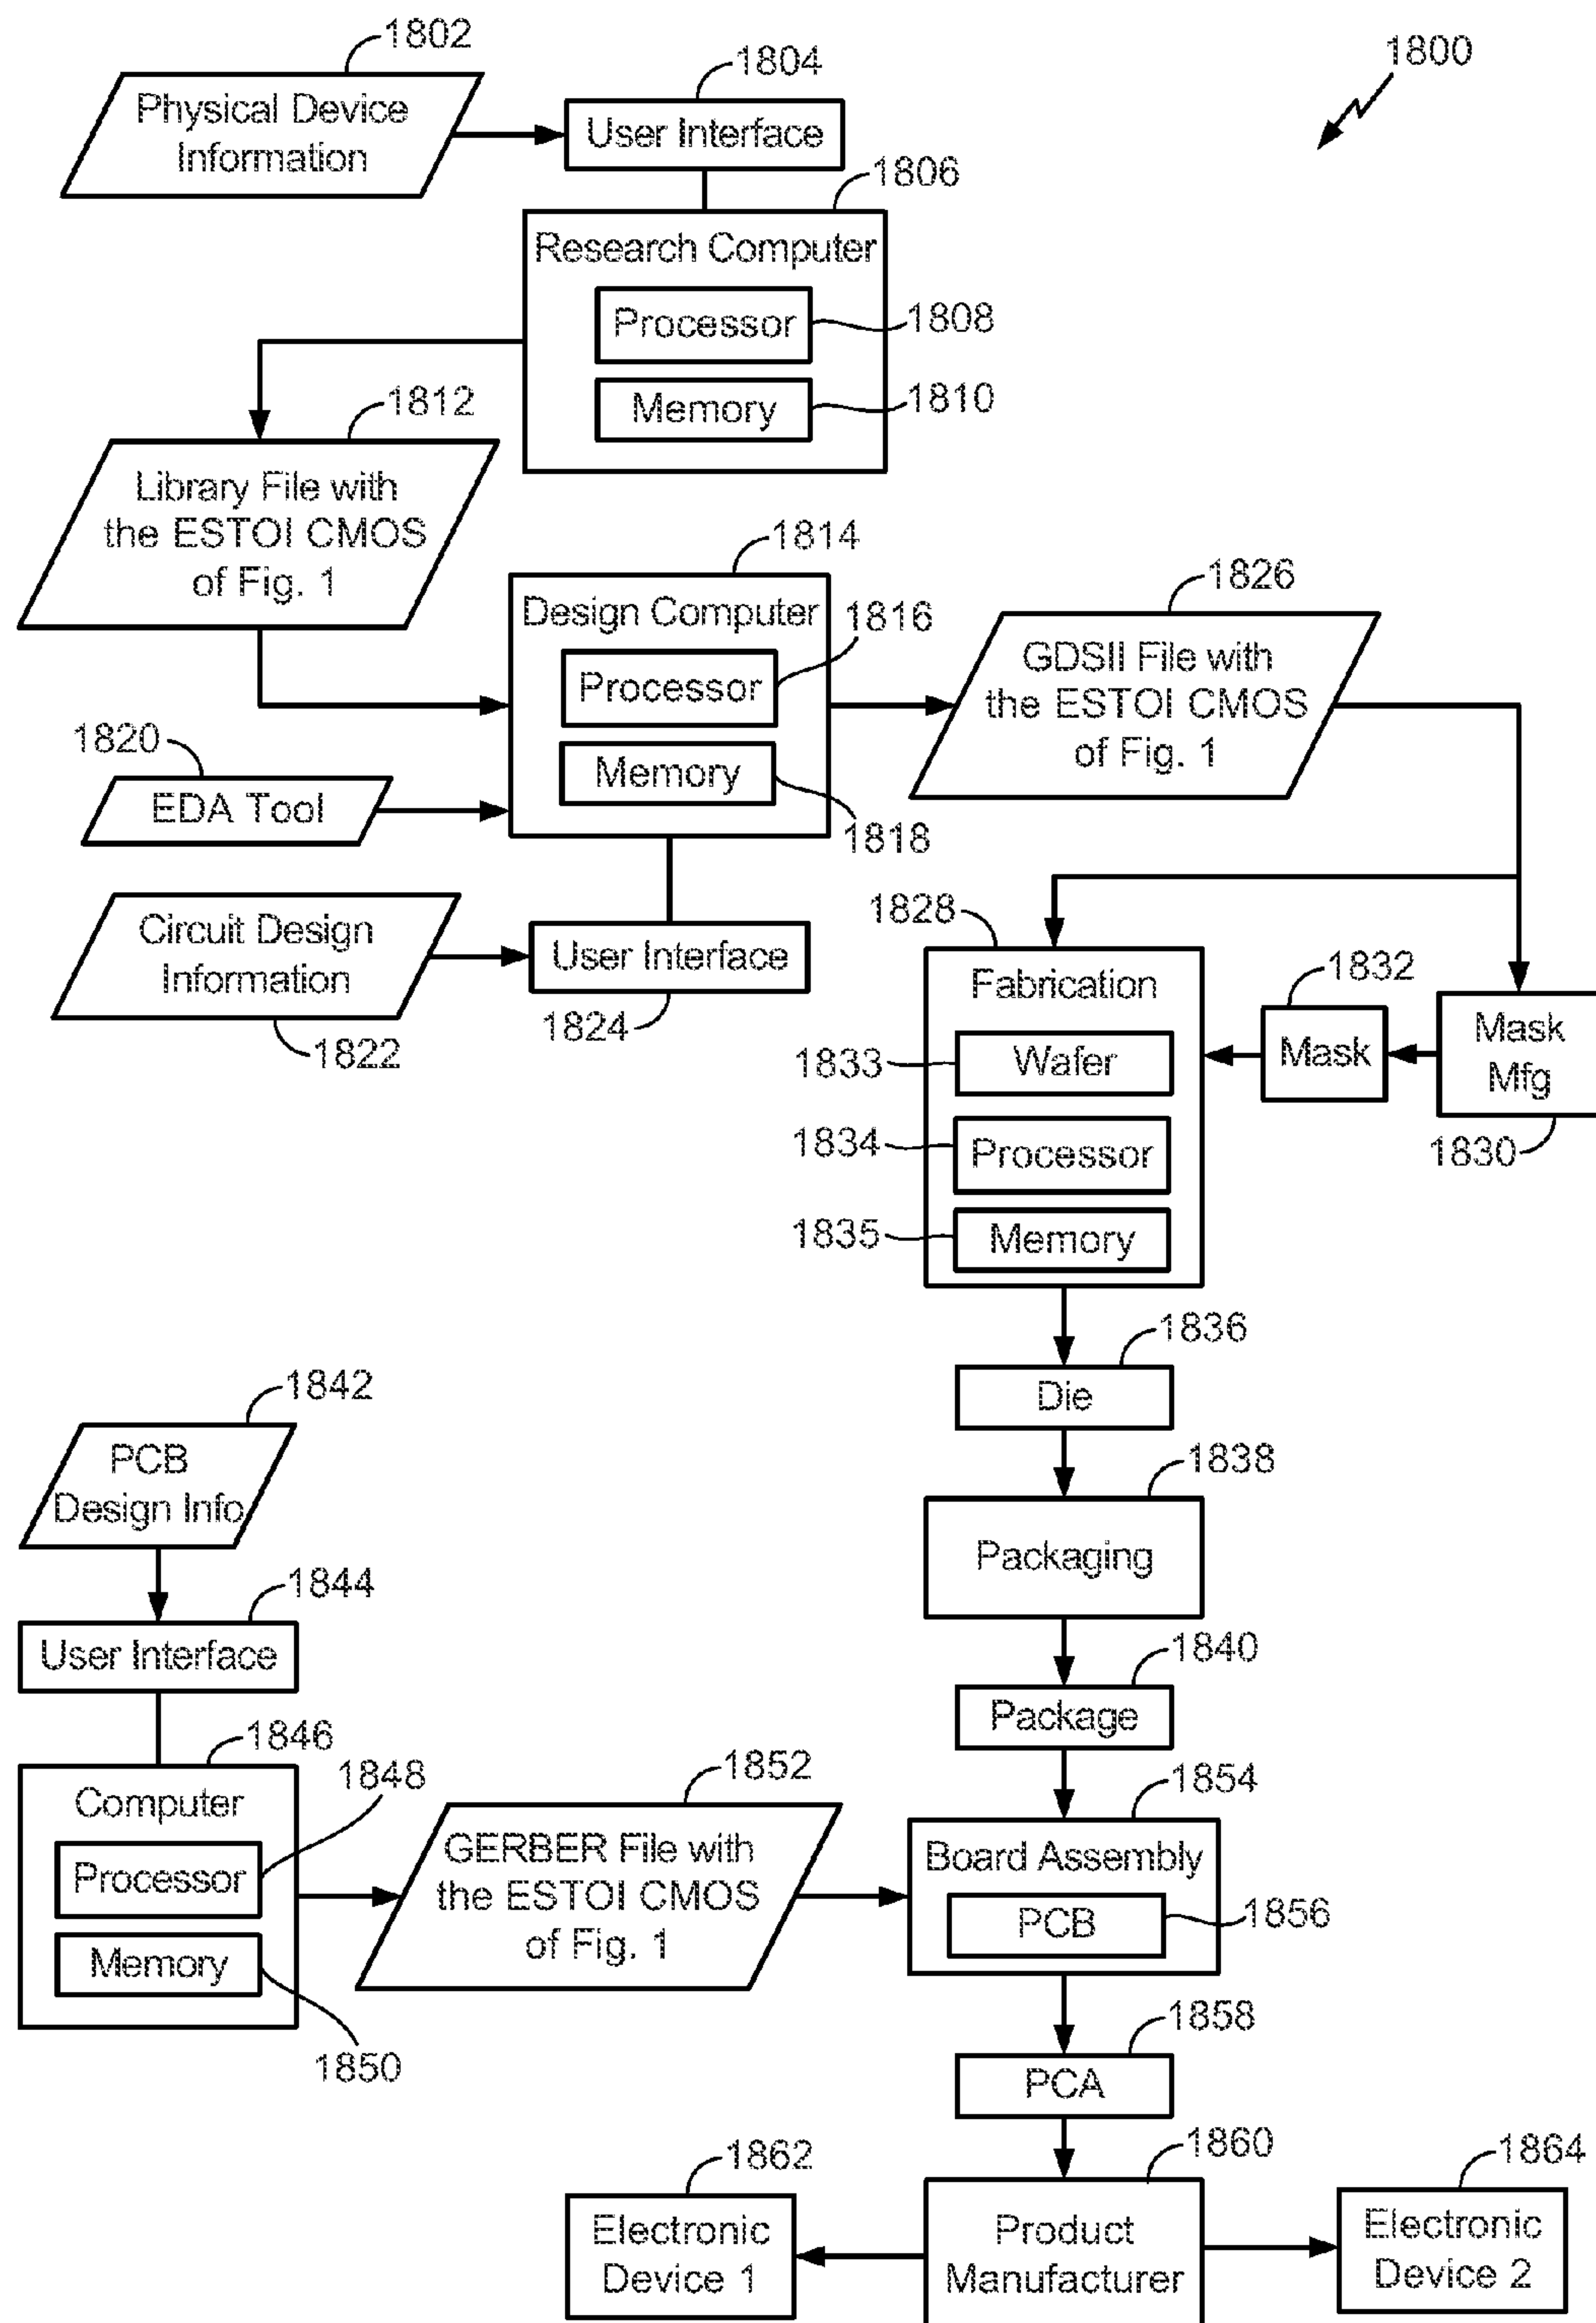 1802
1804
1800
Physical Device
Information
User Interface
1806
Research Computer
Processor
1808
Memory
1810
1812
Library File with
the ESTOI CMOS
of Fig. 1
1814
Design Computer
1816
Processor
Memory
1818
1826
GDSII File with
the ESTOI CMOS
of Fig. 1
1820
EDA Tool
Circuit Design
Information
1822
User Interface
1824
1828
Fabrication
1833
Wafer
1834
Processor
1835
Memory
1832
Mask
Mask
Mfg
1830
1836
Die
1838
Packaging
1840
Package
1842
PCB
Design Info
1844
User Interface
1846
Computer
1848
Processor
Memory
1850
1852
GERBER File with
the ESTOI CMOS
of Fig. 1
1854
Board Assembly
PCB
1856
1858
PCA
1860
Product
Manufacturer
1862
Electronic
Device 1
1864
Electronic
Device 2